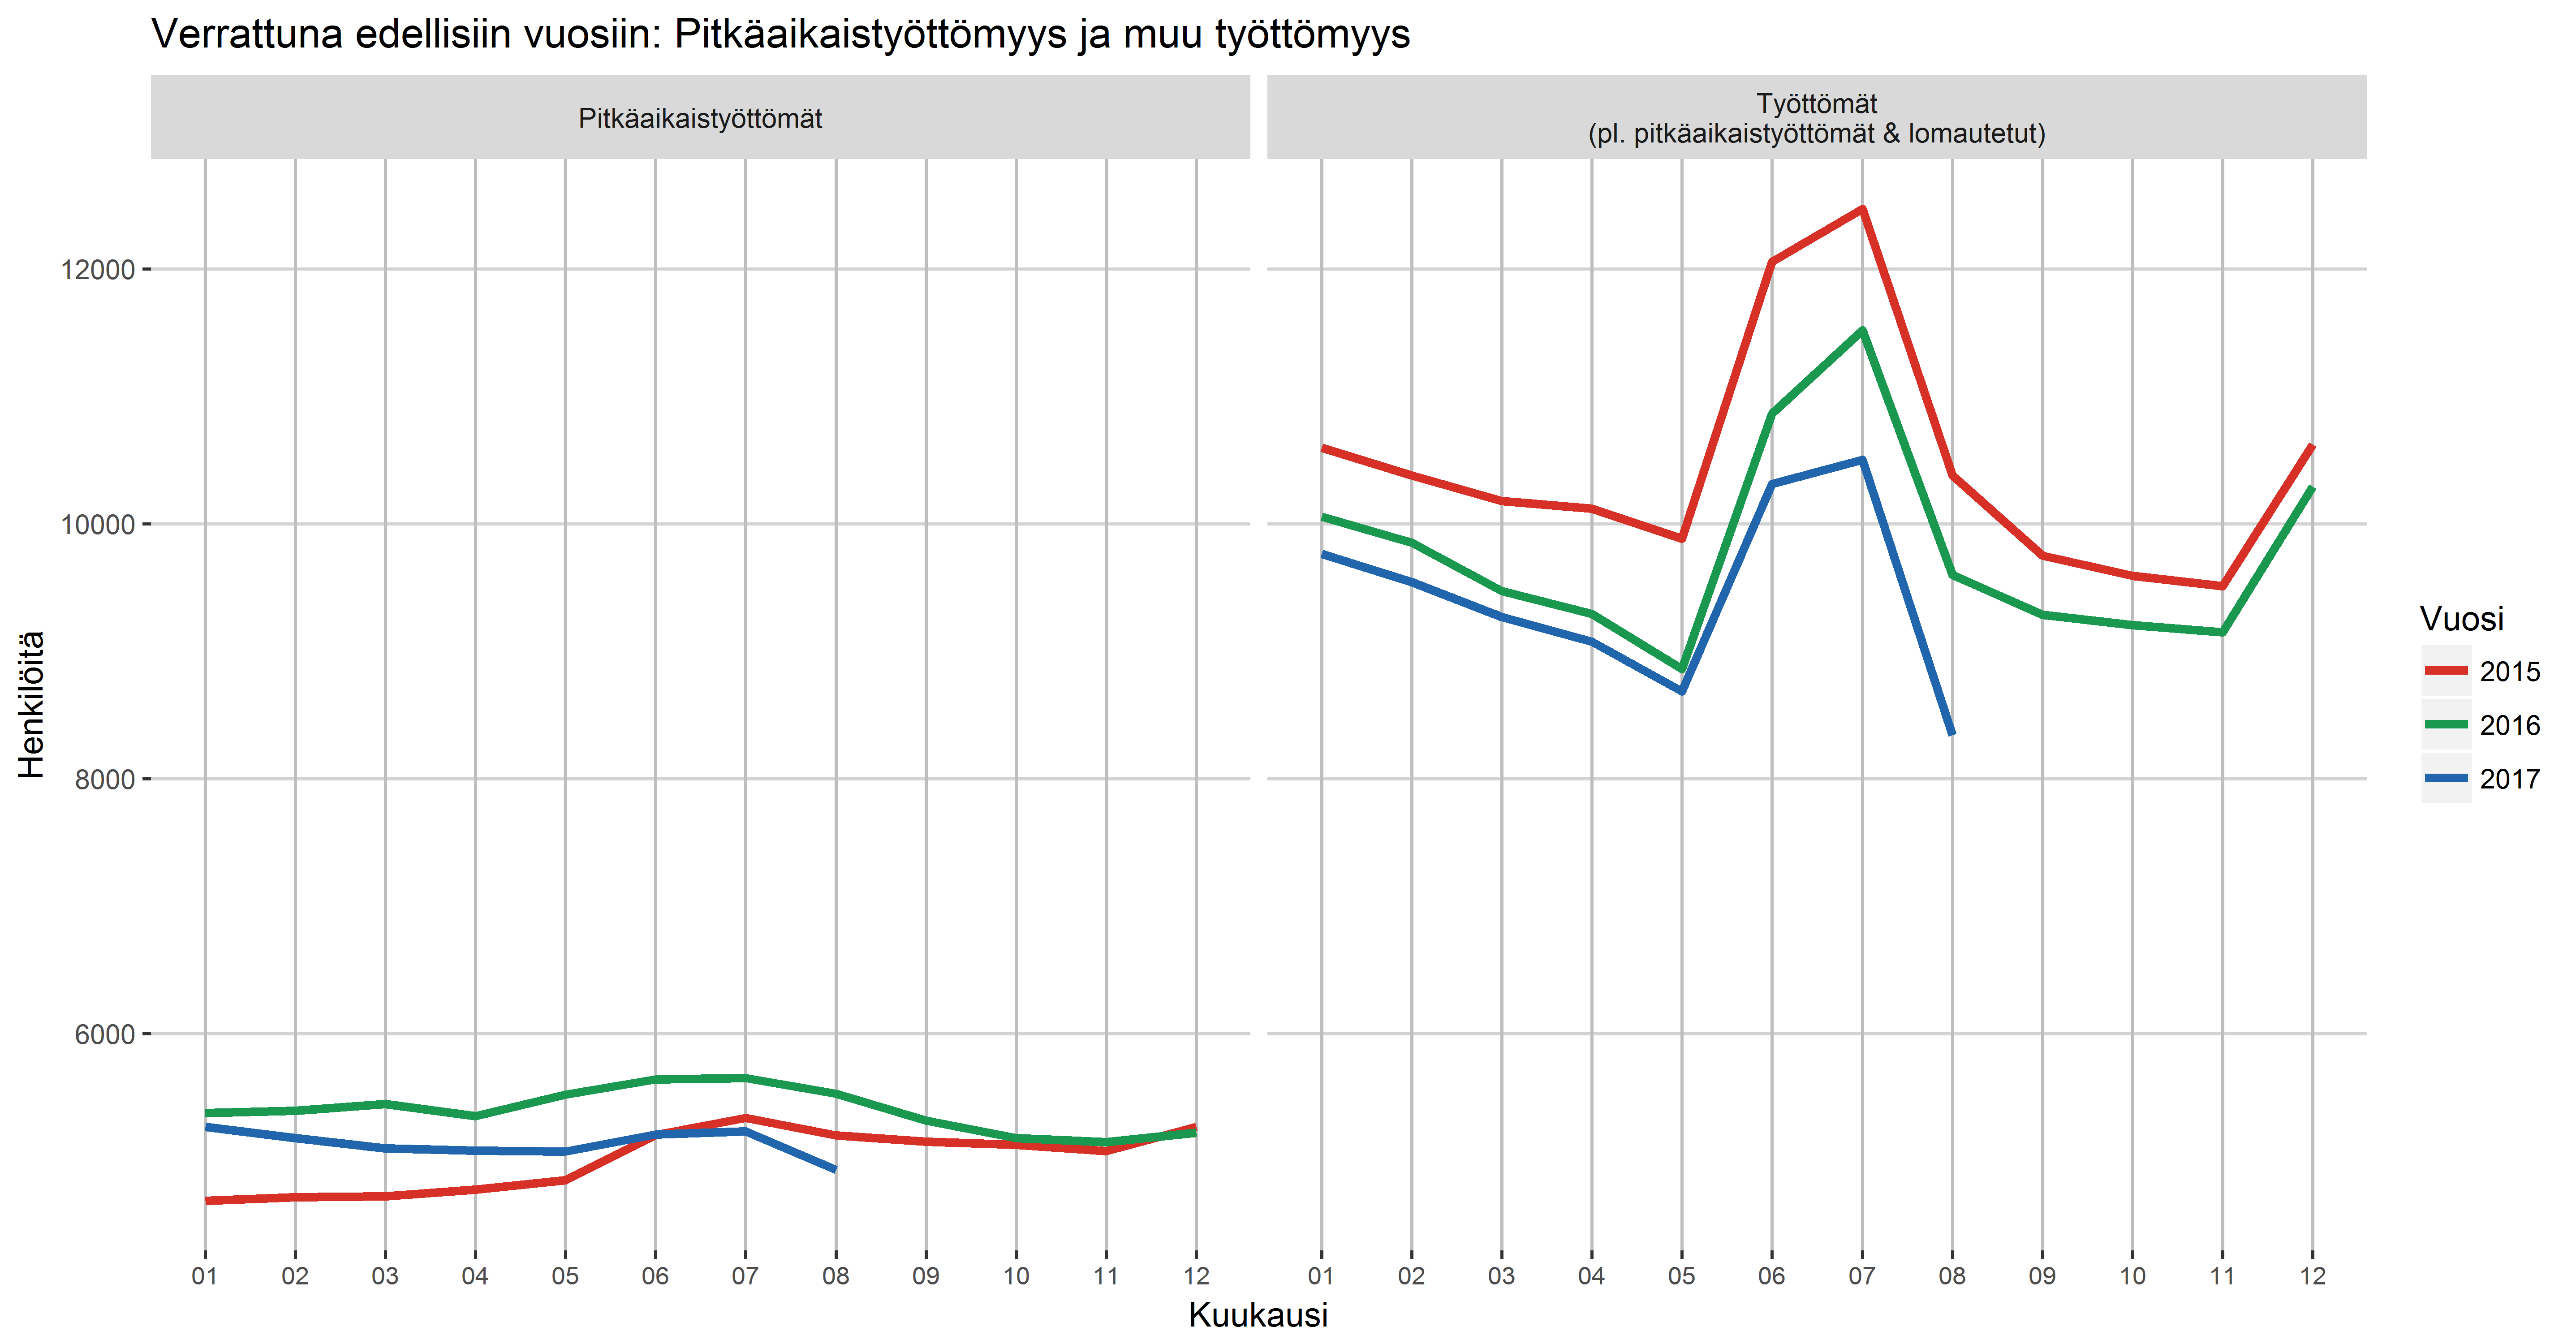 Verrattuna edellisiin vuosiin: Pitkäaikaistyöttömyys ja muu työttömyys
Pitkäaikaistyöttömät
Työttömät
(pl. pitkäaikaistyöttömät & lomautetut)
12000
10000
8000
6000
Henkilöitä
01 02 03 04 05 06 07 08 09 10 11 12
01 02 03 04 05 06 07 08 09 10 11 12
Kuukausi
Vuosi
2015
2016
2017